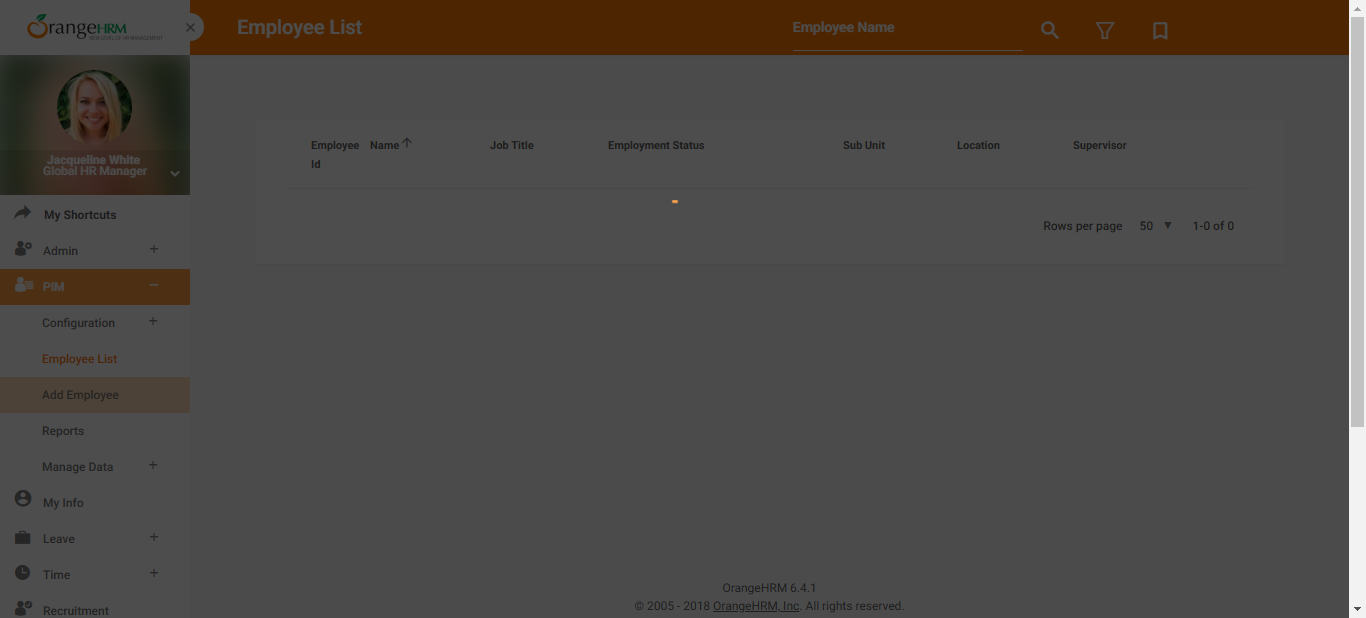 OrangeHRM
NEW LEVEL OF HR MANAGEMENT
Employee List
Employee Name
Jacqueline White
Global HR Manager
My Shortcuts
Admin
PIM
Configuration
Employee List
Add Employee
Reports
Manage Data
My Info
Leave
Time
Recruitment
Employee Id
Name
Job Title
Employment Status
Sub Unit
Location
Supervisor
Rows per page 50 1-0 of 0
OrangeHRM 6.4.1
© 2005 - 2018 OrangeHRM, Inc. All rights reserved.